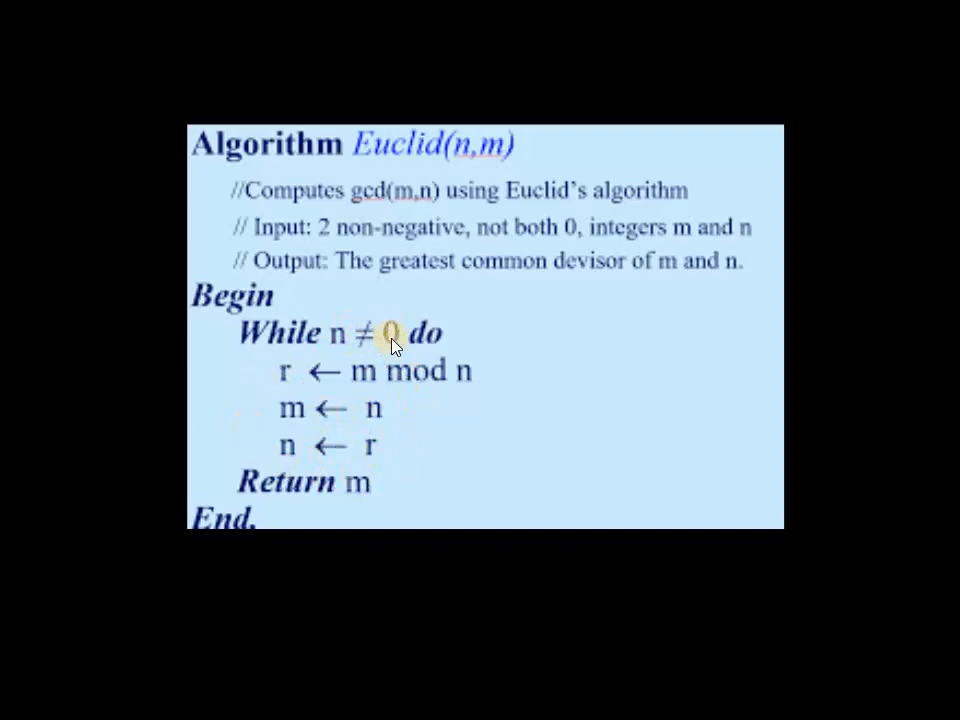 Algorithm Euclid(n,m)
//Computes gcd(m,n) using Euclid's algorithm
// Input: 2 non-negative, not both 0, integers m and n
// Output: The greatest common devisor of m and n.
Begin
While n ≠ 0 do
r ← m mod n
m ← n
n ← r
Return m
End.